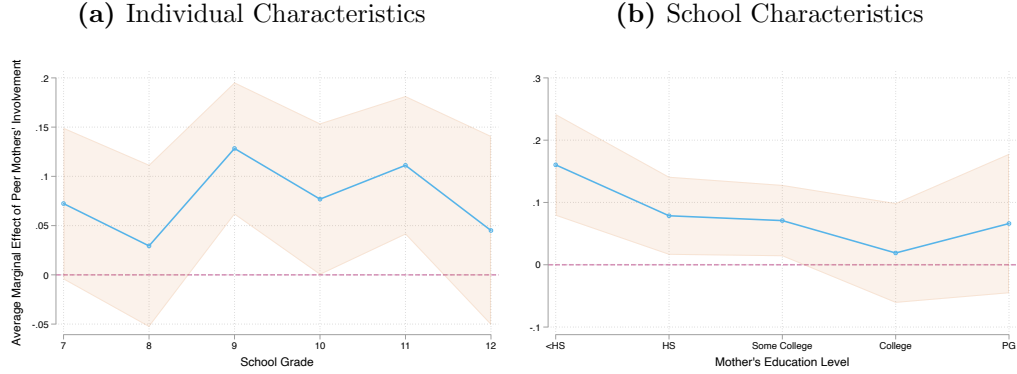 (a) Individual Characteristics
Average Marginal Effect of Peer Mothers' Involvement
.2
.15
.1
.05
0
-.05
7 8 9 10 11 12
School Grade
(b) School Characteristics
.3
.2
.1
0
-.1
<HS HS Some College College PG
Mother's Education Level